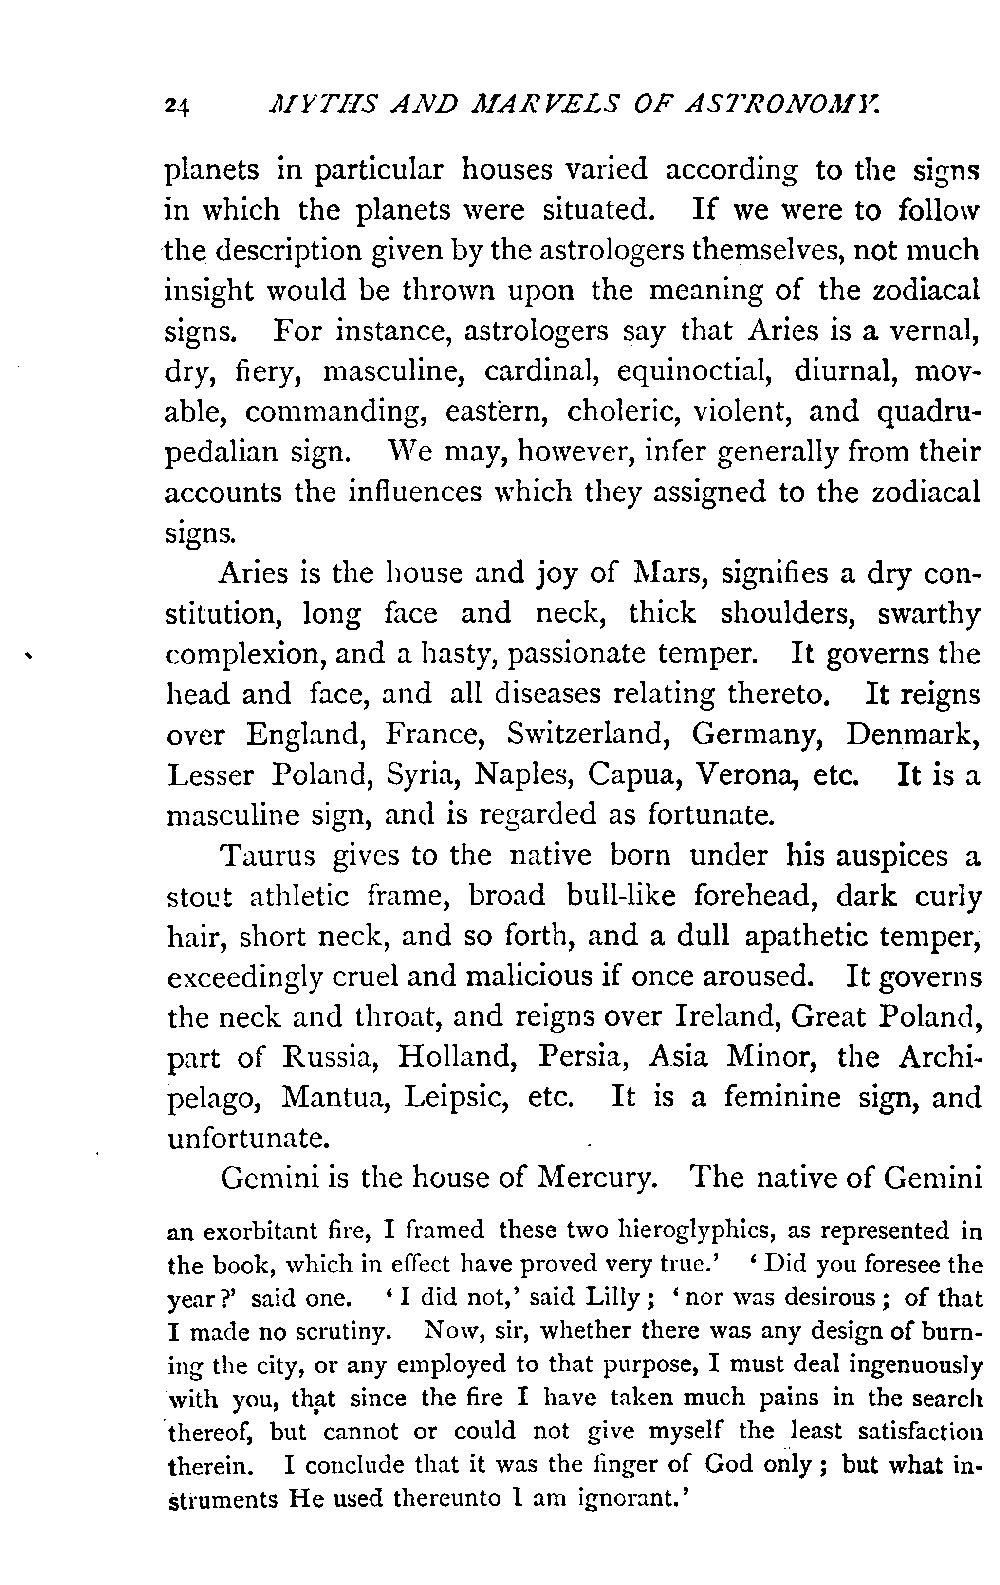 24 MYTHS AND MARVELS OF ASTRONOMY.
planets in particular houses varied according to the signs
in which the planets were situated. If we were to follow
the description given by the astrologers themselves, not much
insight would be thrown upon the meaning of the zodiacal
signs. For instance, astrologers say that Aries is a vernal,
dry, fiery, masculine, cardinal, equinoctial, diurnal, mov-
able, commanding, eastern, choleric, violent, and quadru-
pedalian sign. We may, however, infer generally from their
accounts the influences which they assigned to the zodiacal
signs.
Aries is the house and joy of Mars, signifies a dry con-
stitution, long face and neck, thick shoulders, swarthy
complexion, and a hasty, passionate temper. It governs the
head and face, and all diseases relating thereto. It reigns
over England, France, Switzerland, Germany, Denmark,
Lesser Poland, Syria, Naples, Capua, Verona, etc. It is a
masculine sign, and is regarded as fortunate.
Taurus gives to the native born under his auspices a
stout athletic frame, broad bull-like forehead, dark curly
hair, short neck, and so forth, and a dull apathetic temper,
exceedingly cruel and malicious if once aroused. It governs
the neck and throat, and reigns over Ireland, Great Poland,
part of Russia, Holland, Persia, Asia Minor, the Archi-
pelago, Mantua, Leipsic, etc. It is a feminine sign, and
unfortunate.
Gemini is the house of Mercury. The native of Gemini
an exorbitant fire, I framed these two hieroglyphics, as represented in
the book, which in effect have proved very true.' 'Did you foresee the
year?' said one. 'I did not,' said Lilly; 'nor was desirous; of that
I made no scrutiny. Now, sir, whether there was any design of burn-
ing the city, or any employed to that purpose, I must deal ingenuously
with you, that since the fire I have taken much pains in the search
thereof, but cannot or could not give myself the least satisfaction
therein. I conclude that it was the finger of God only; but what in-
struments He used thereunto I am ignorant.'